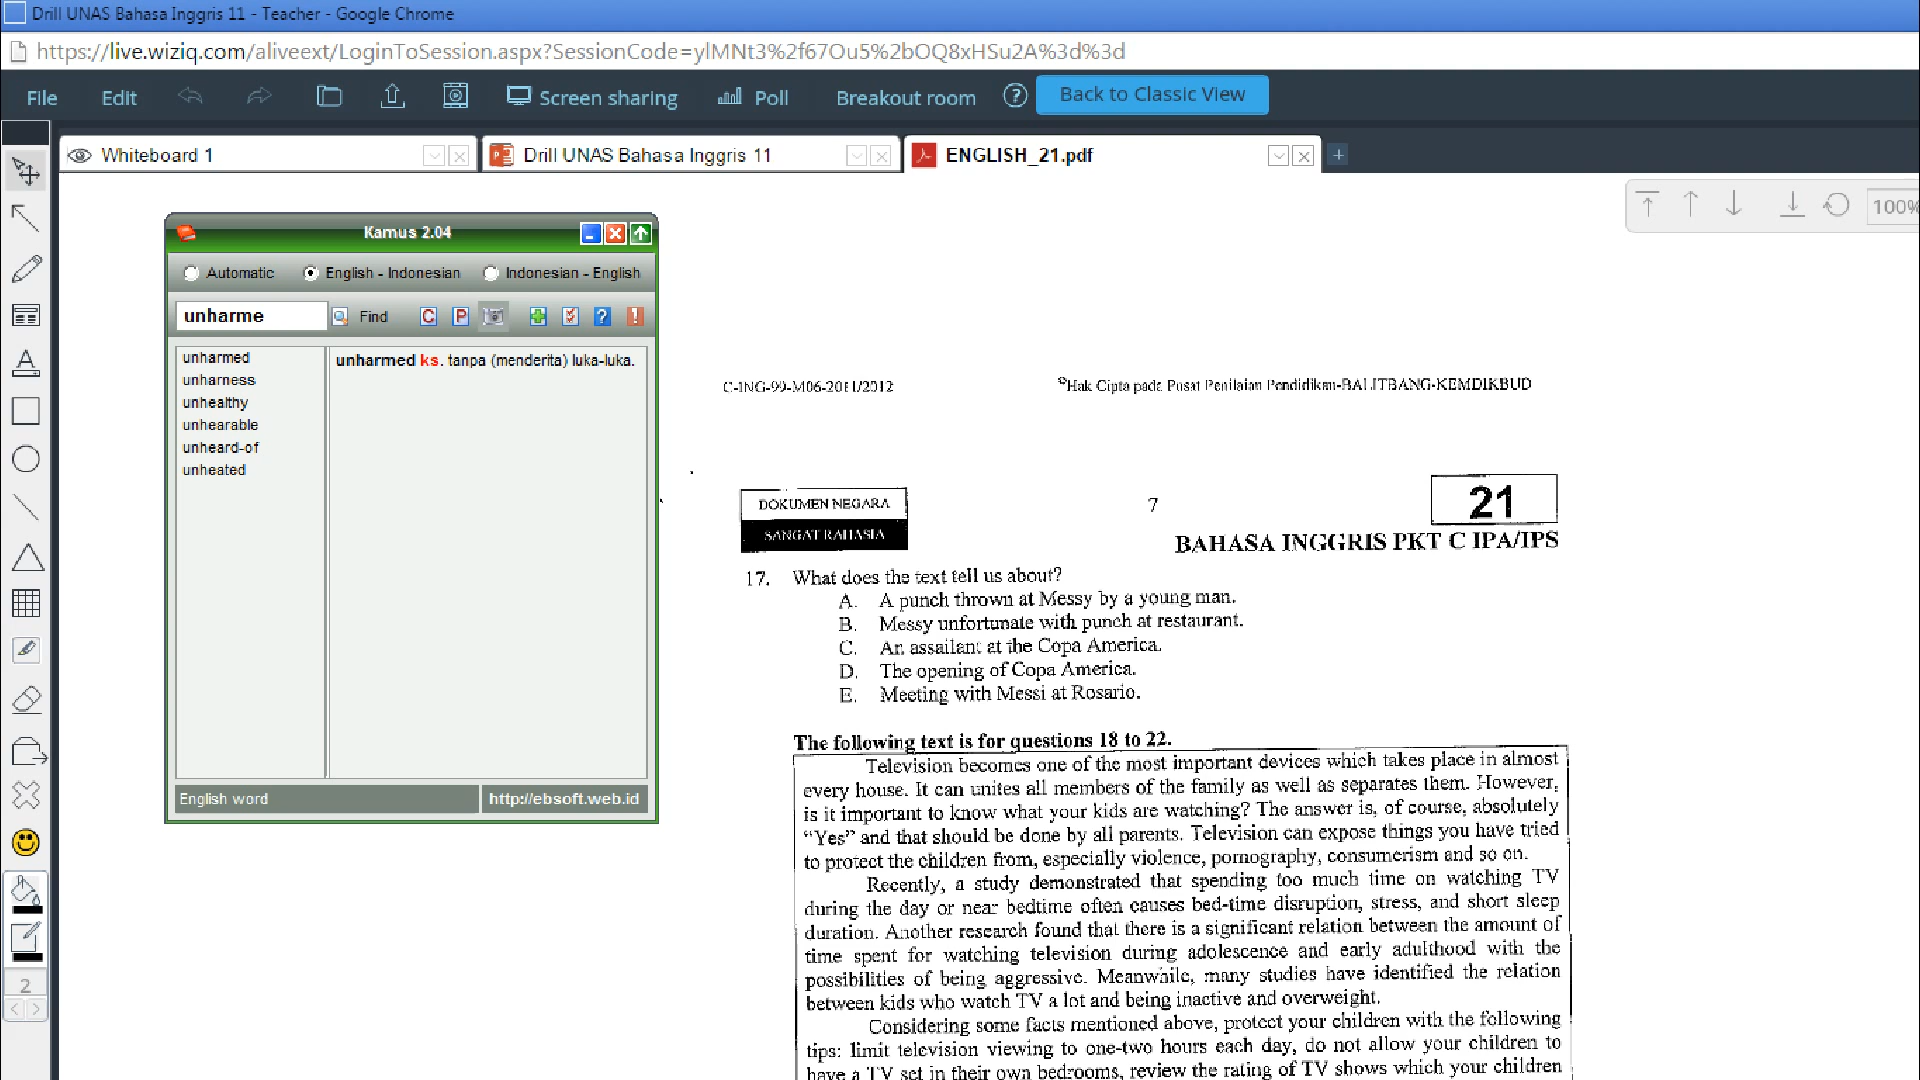 Drill UNAS Bahasa Inggris 11 - Teacher - Google Chrome
https://live.wiziq.com/aliveext/LoginToSession.aspx?SessionCode=ylMNt3%2f67Ou5%2bOQ8xHSu2A%3d%3d
File Edit Screen sharing Poll Breakout room ? Back to Classic View
Whiteboard 1 Drill UNAS Bahasa Inggris 11 ENGLISH_21.pdf +
100%
Kamus 2.04
Automatic English - Indonesian Indonesian - English
unharme Find C P ? !
unharmed
unharness
unhealthy
unhearable
unheard-of
unheated
unharmed ks. tanpa (menderita) luka-luka.
English word http://ebsoft.web.id
2
C-ING-99-M06-2011/2012 ©Hak Cipta pada Pusat Penilaian Pendidikan-BALITBANG-KEMDIKBUD
DOKUMEN NEGARA
SANGAT RAHASIA
7
21
BAHASA INGGRIS PKT C IPA/IPS
17. What does the text tell us about?
A. A punch thrown at Messy by a young man.
B. Messy unfortunate with punch at restaurant.
C. An assailant at the Copa America.
D. The opening of Copa America.
E. Meeting with Messi at Rosario.
The following text is for questions 18 to 22.
Television becomes one of the most important devices which takes place in almost
every house. It can unites all members of the family as well as separates them. However,
is it important to know what your kids are watching? The answer is, of course, absolutely
“Yes” and that should be done by all parents. Television can expose things you have tried
to protect the children from, especially violence, pornography, consumerism and so on.
Recently, a study demonstrated that spending too much time on watching TV
during the day or near bedtime often causes bed-time disruption, stress, and short sleep
duration. Another research found that there is a significant relation between the amount of
time spent for watching television during adolescence and early adulthood with the
possibilities of being aggressive. Meanwhile, many studies have identified the relation
between kids who watch TV a lot and being inactive and overweight.
Considering some facts mentioned above, protect your children with the following
tips: limit television viewing to one-two hours each day, do not allow your children to
have a TV set in their own bedrooms, review the rating of TV shows which your children